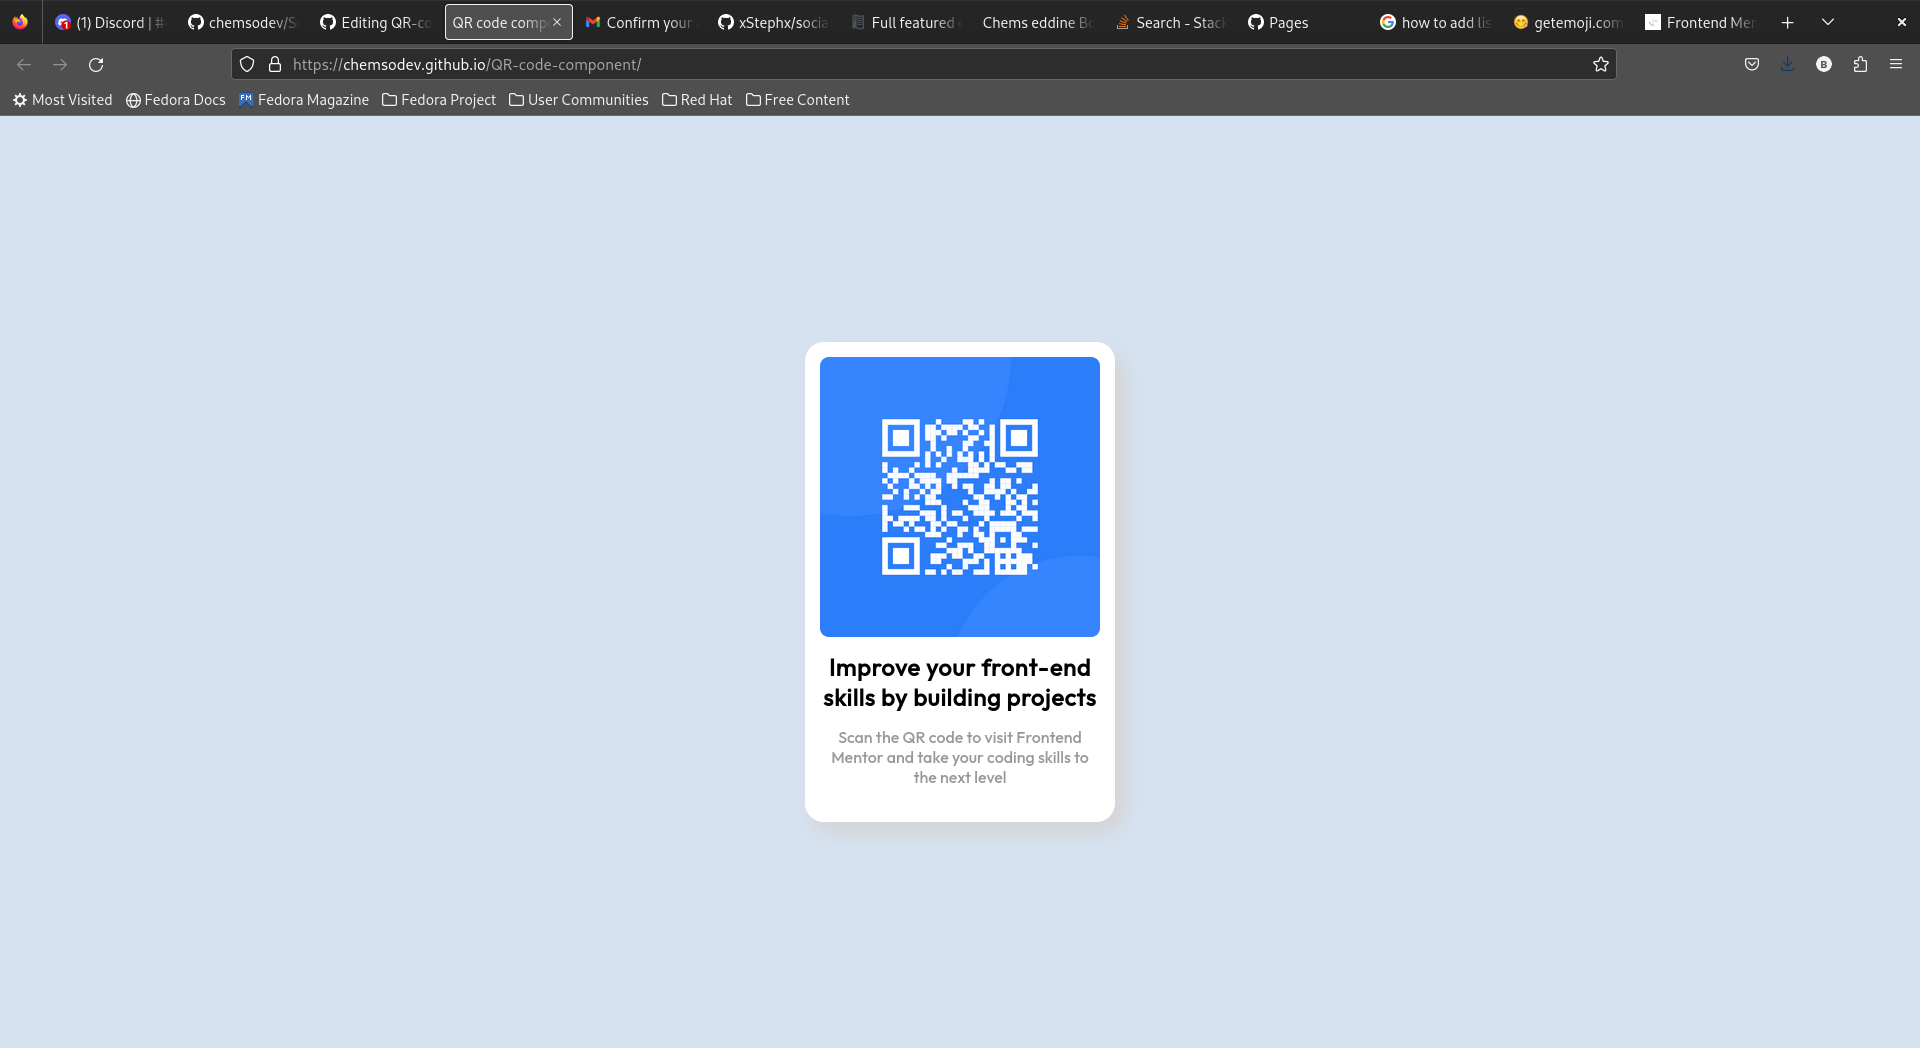 (1) Discord | #
chemsodev/S
Editing QR-co
QR code comp
Confirm your
xStephx/socia
Full featured
Chems eddine Bo
Search - Stack
Pages
how to add lis
getemoji.com
Frontend Men
https://chemsodev.github.io/QR-code-component/
B
Most Visited
Fedora Docs
FM Fedora Magazine
Fedora Project
User Communities
Red Hat
Free Content
Improve your front-end
skills by building projects
Scan the QR code to visit Frontend
Mentor and take your coding skills to
the next level